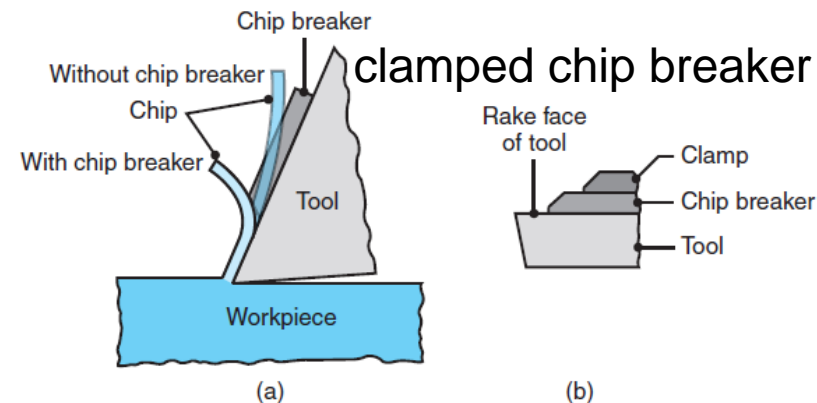 Chip breaker
clamped chip breaker
Without chip breaker
Chip
With chip breaker
Tool
Workpiece
(a)
Rake face
of tool
Clamp
Chip breaker
Tool
(b)